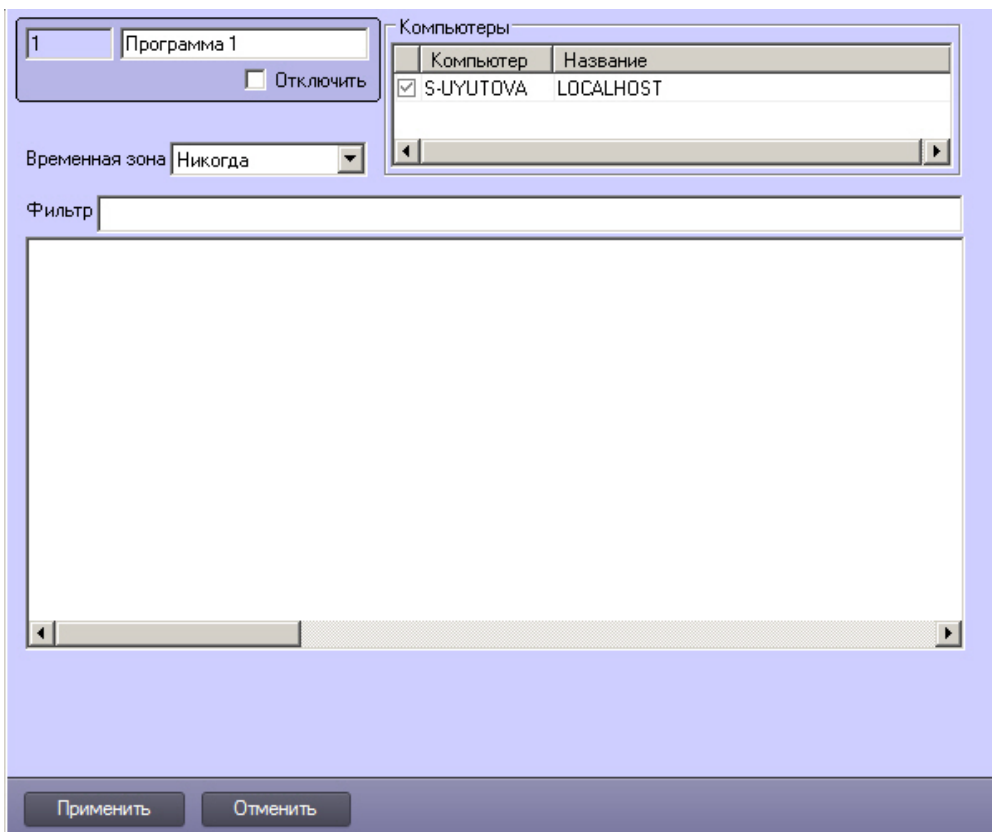 1
Программа 1
Отключить
Компьютеры
Компьютер Название
S-UYUTOVA LOCALHOST
Временная зона Никогда
Фильтр
Применить Отменить